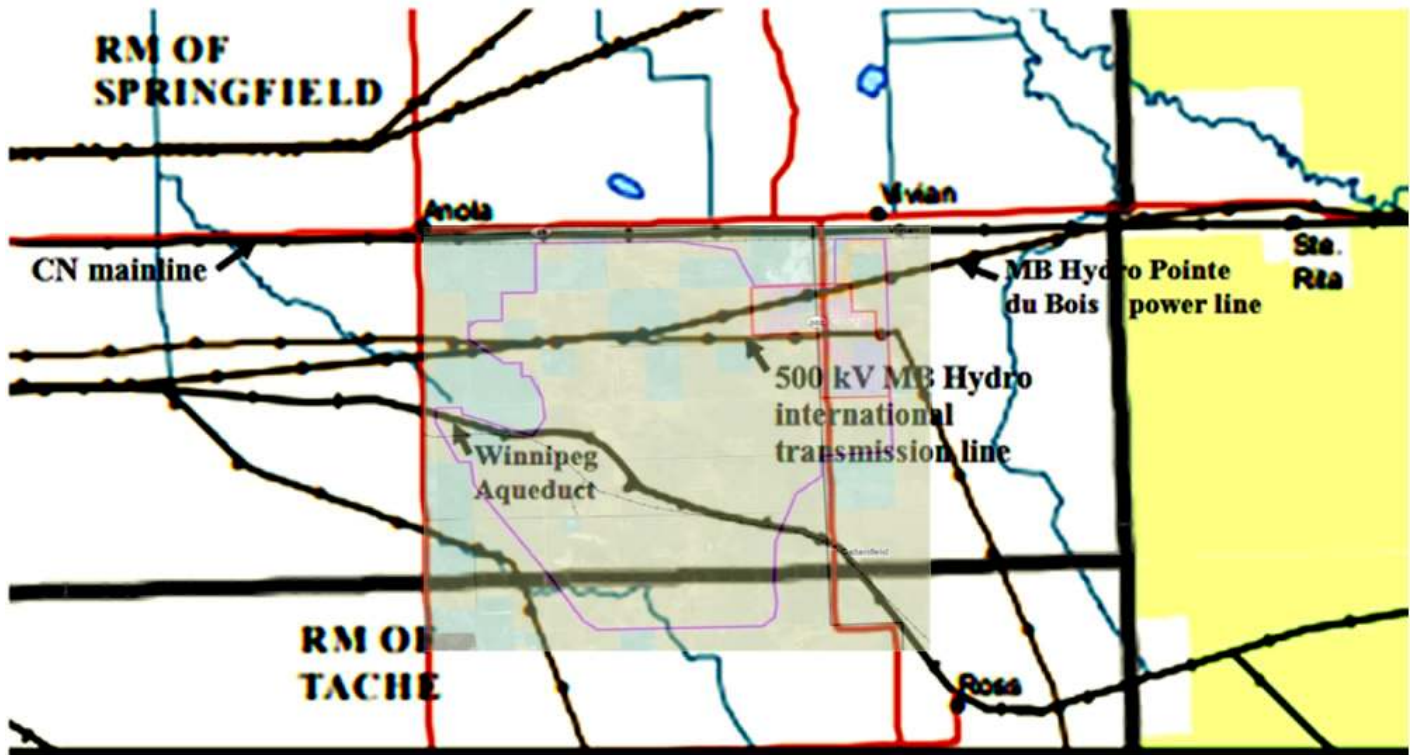 RM OF
SPRINGFIELD
Anola
Vivian
CN mainline
Ste.
Rita
MB Hydro Pointe
du Bois power line
500 kV MB Hydro
international
transmission line
Winnipeg
Aqueduct
RM OF
TACHE
Ross